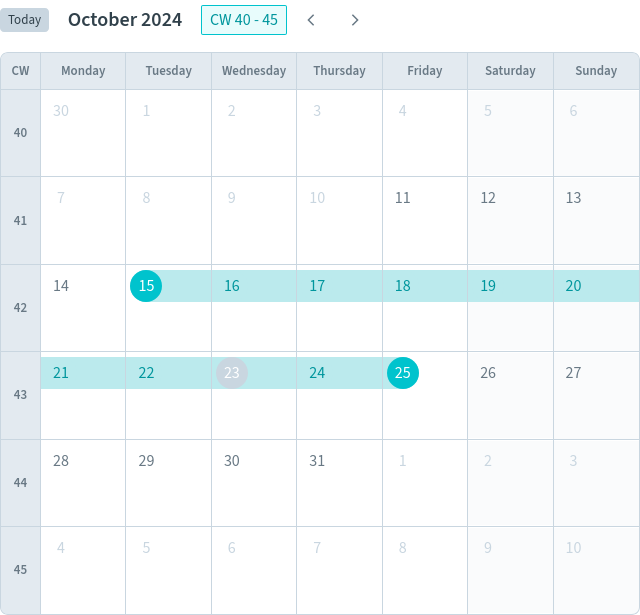 Today October 2024 CW 40 - 45
CW Monday Tuesday Wednesday Thursday Friday Saturday Sunday
40 30 1 2 3 4 5 6
41 7 8 9 10 11 12 13
42 14 15 16 17 18 19 20
43 21 22 23 24 25 26 27
44 28 29 30 31 1 2 3
45 4 5 6 7 8 9 10